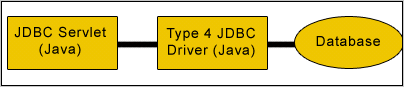 JDBC Servlet
(Java)
Type 4 JDBC
Driver (Java)
Database